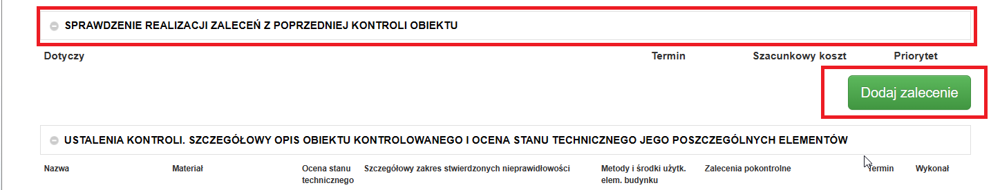 SPRAWDZENIE REALIZACJI ZALECEŃ Z POPRZEDNIEJ KONTROLI OBIEKTU
Dotyczy Termin Szacunkowy koszt Priorytet
Dodaj zalecenie
USTALENIA KONTROLI. SZCZEGÓŁOWY OPIS OBIEKTU KONTROLOWANEGO I OCENA STANU TECHNICZNEGO JEGO POSZCZEGÓLNYCH ELEMENTÓW
Nazwa Materiał Ocena stanu Szczegółowy zakres stwierdzonych nieprawidłowości Metody i środki użytk. Zalecenia pokontrolne Termin Wykonał
technicznego elem. budynku